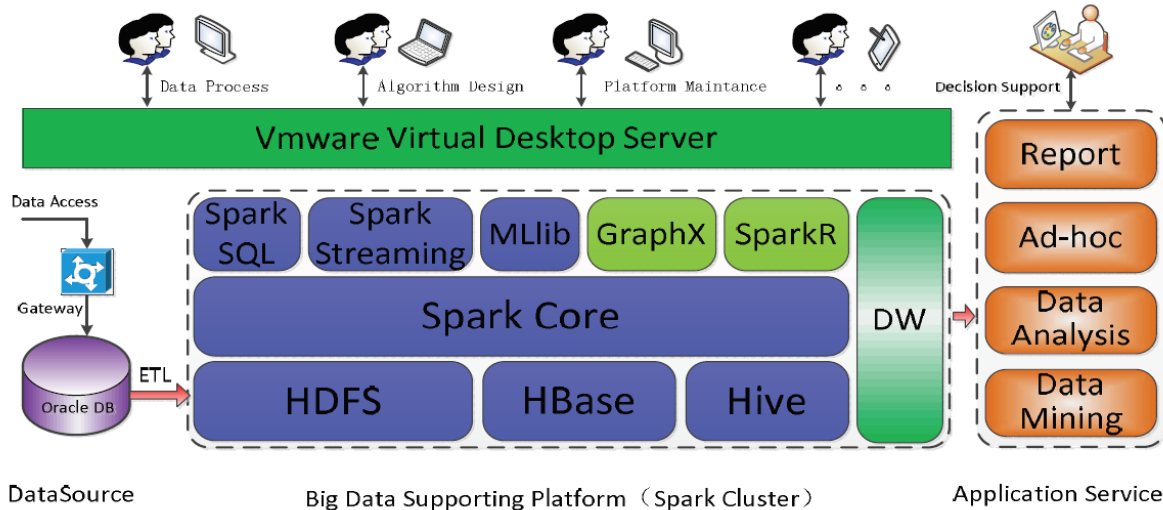 Data Process
Algorithm Design
Platform Maintance
Decision Support
Vmware Virtual Desktop Server
Report
Data Access
Spark
SQL
Spark
Streaming
MLlib
GraphX
SparkR
Ad-hoc
Gateway
Spark Core
DW
Data
Analysis
Oracle DB
ETL
HDFS
HBase
Hive
Data
Mining
DataSource
Big Data Supporting Platform（Spark Cluster）
Application Service